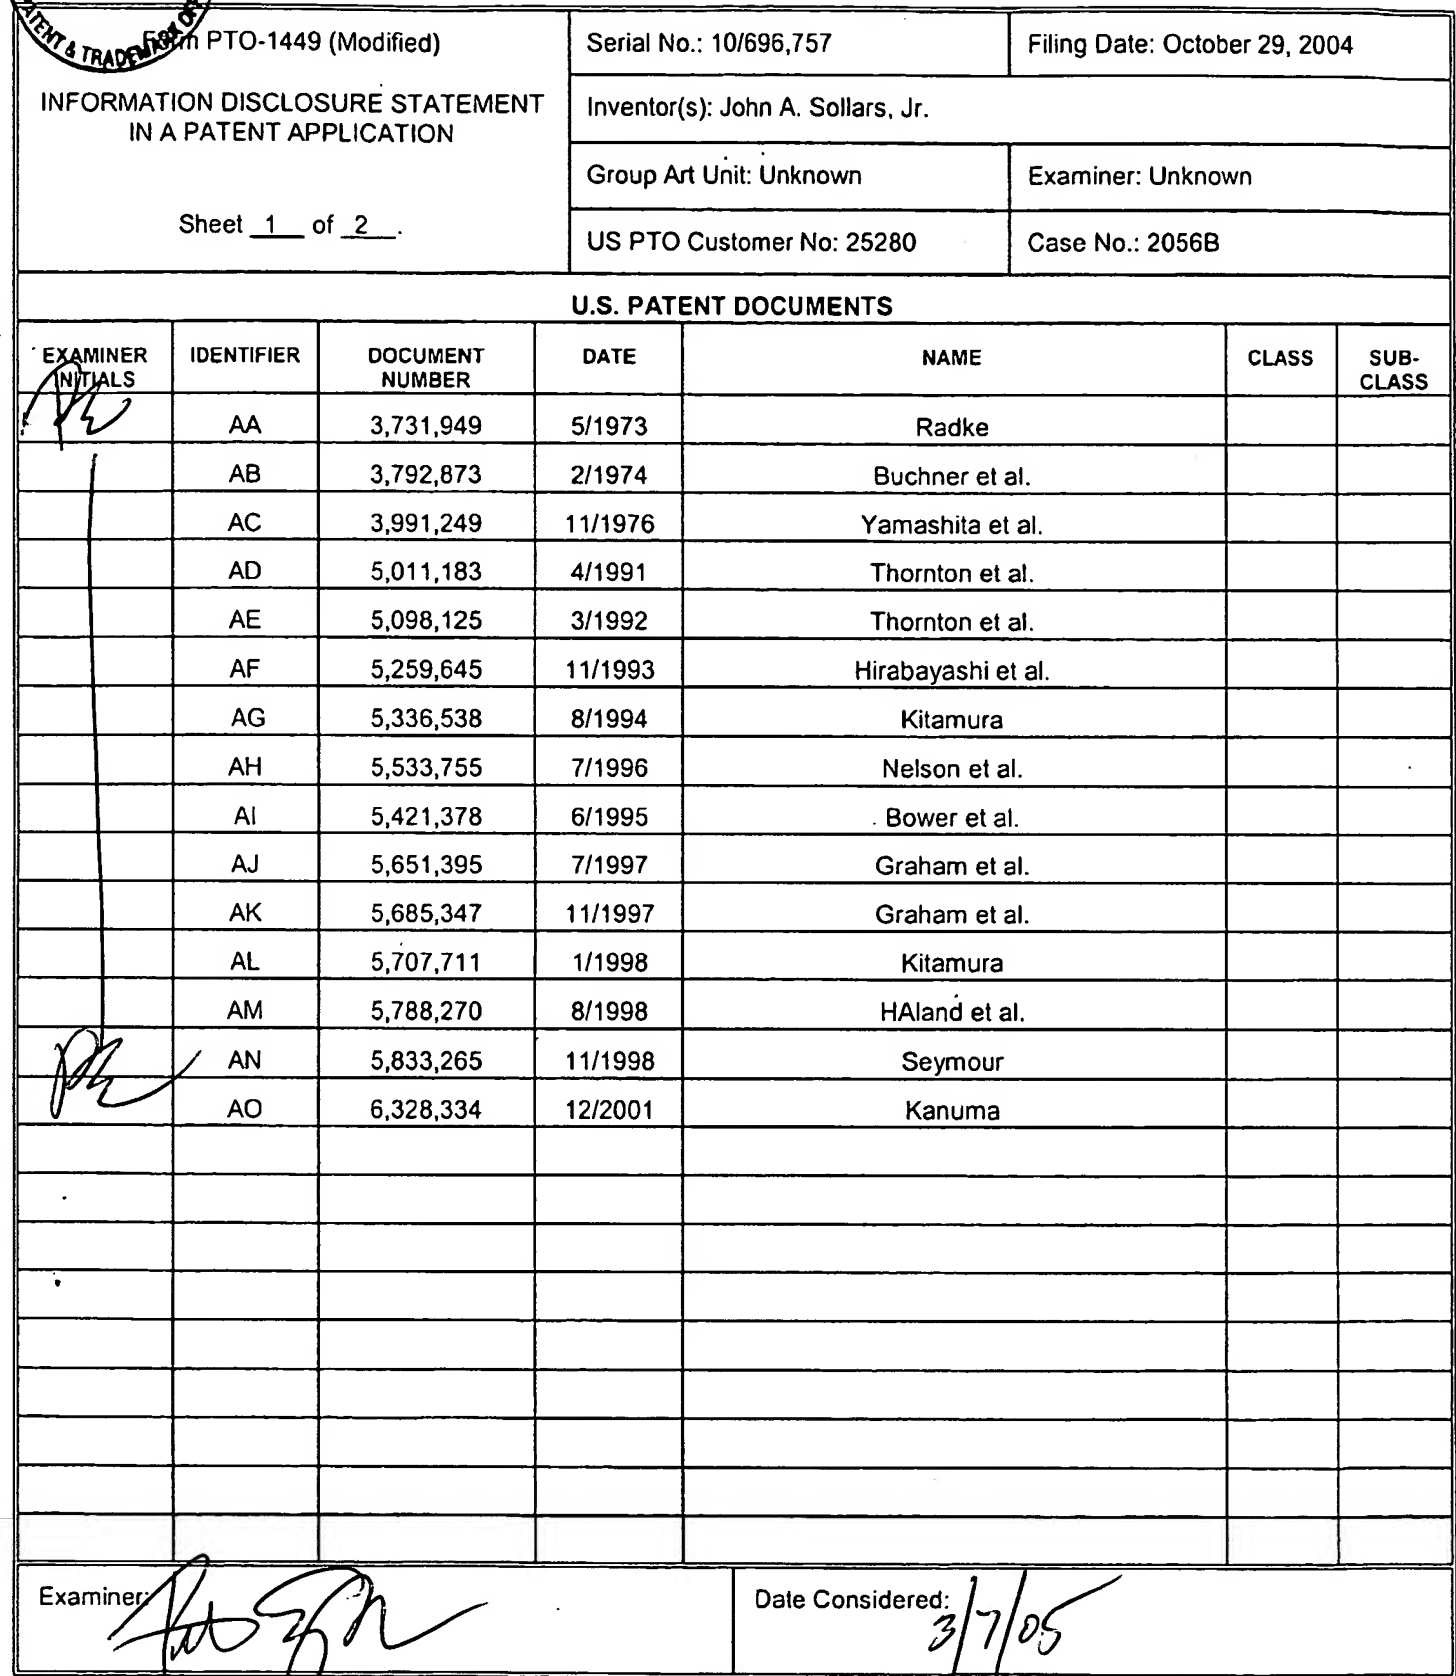 PATENT & TRADEMARK
Form PTO-1449 (Modified)
INFORMATION DISCLOSURE STATEMENT
IN A PATENT APPLICATION
Sheet 1 of 2.
Serial No.: 10/696,757
Filing Date: October 29, 2004
Inventor(s): John A. Sollars, Jr.
Group Art Unit: Unknown
Examiner: Unknown
US PTO Customer No: 25280
Case No.: 2056B
U.S. PATENT DOCUMENTS
EXAMINER INITIALS IDENTIFIER DOCUMENT NUMBER DATE NAME CLASS SUB-CLASS
AA 3,731,949 5/1973 Radke
AB 3,792,873 2/1974 Buchner et al.
AC 3,991,249 11/1976 Yamashita et al.
AD 5,011,183 4/1991 Thornton et al.
AE 5,098,125 3/1992 Thornton et al.
AF 5,259,645 11/1993 Hirabayashi et al.
AG 5,336,538 8/1994 Kitamura
AH 5,533,755 7/1996 Nelson et al.
AI 5,421,378 6/1995 Bower et al.
AJ 5,651,395 7/1997 Graham et al.
AK 5,685,347 11/1997 Graham et al.
AL 5,707,711 1/1998 Kitamura
AM 5,788,270 8/1998 HAland et al.
AN 5,833,265 11/1998 Seymour
AO 6,328,334 12/2001 Kanuma
Examiner:
Date Considered: 3/7/05